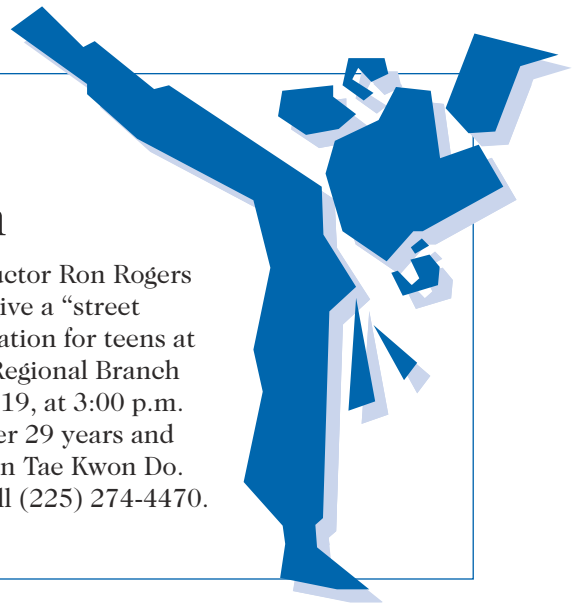 Ron Rogers
ive a “street
ation for teens at
Regional Branch
19, at 3:00 p.m.
er 29 years and
n Tae Kwon Do.
ll (225) 274-4470.